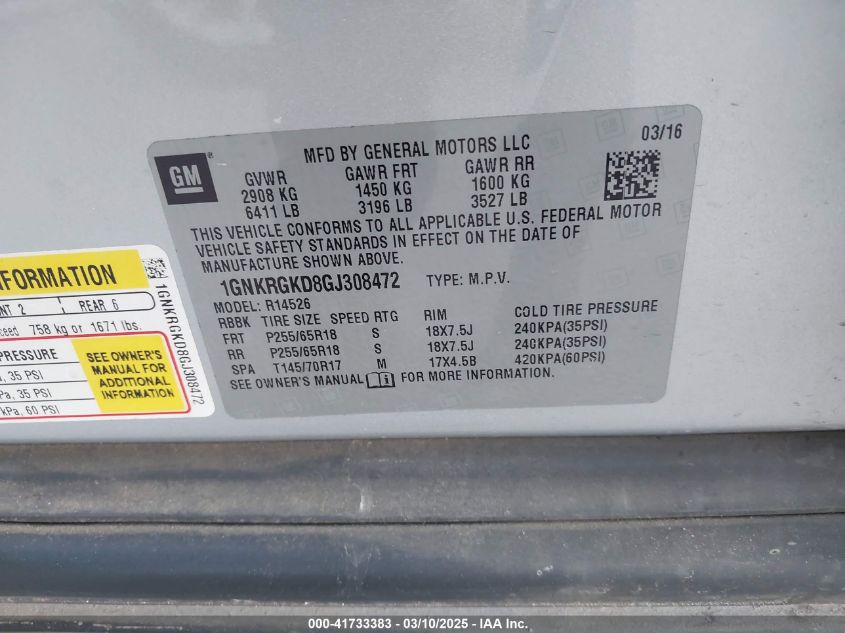 03/16
GM
MFD BY GENERAL MOTORS LLC
GVWR GAWR FRT GAWR RR
2908 KG 1450 KG 1600 KG
6411 LB 3196 LB 3527 LB
THIS VEHICLE CONFORMS TO ALL APPLICABLE U.S. FEDERAL MOTOR
VEHICLE SAFETY STANDARDS IN EFFECT ON THE DATE OF
MANUFACTURE SHOWN ABOVE.
1GNKRGKD8GJ308472 TYPE: M.P.V.
MODEL: R14526
RBBK TIRE SIZE SPEED RTG RIM COLD TIRE PRESSURE
FRT P255/65R18 S 18X7.5J 240KPA(35PSI)
RR P255/65R18 S 18X7.5J 240KPA(35PSI)
SPA T145/70R17 M 17X4.5B 420KPA(60PSI)
SEE OWNER'S MANUAL FOR MORE INFORMATION.
FORMATION
2 REAR 6
758 kg or 1671 lbs.
PRESSURE
35 PSI
35 PSI
kPa, 60 PSI
SEE OWNER'S
MANUAL FOR
ADDITIONAL
INFORMATION
1GNKRGKD8GJ308472
000-41733383 - 03/10/2025 - IAA Inc.